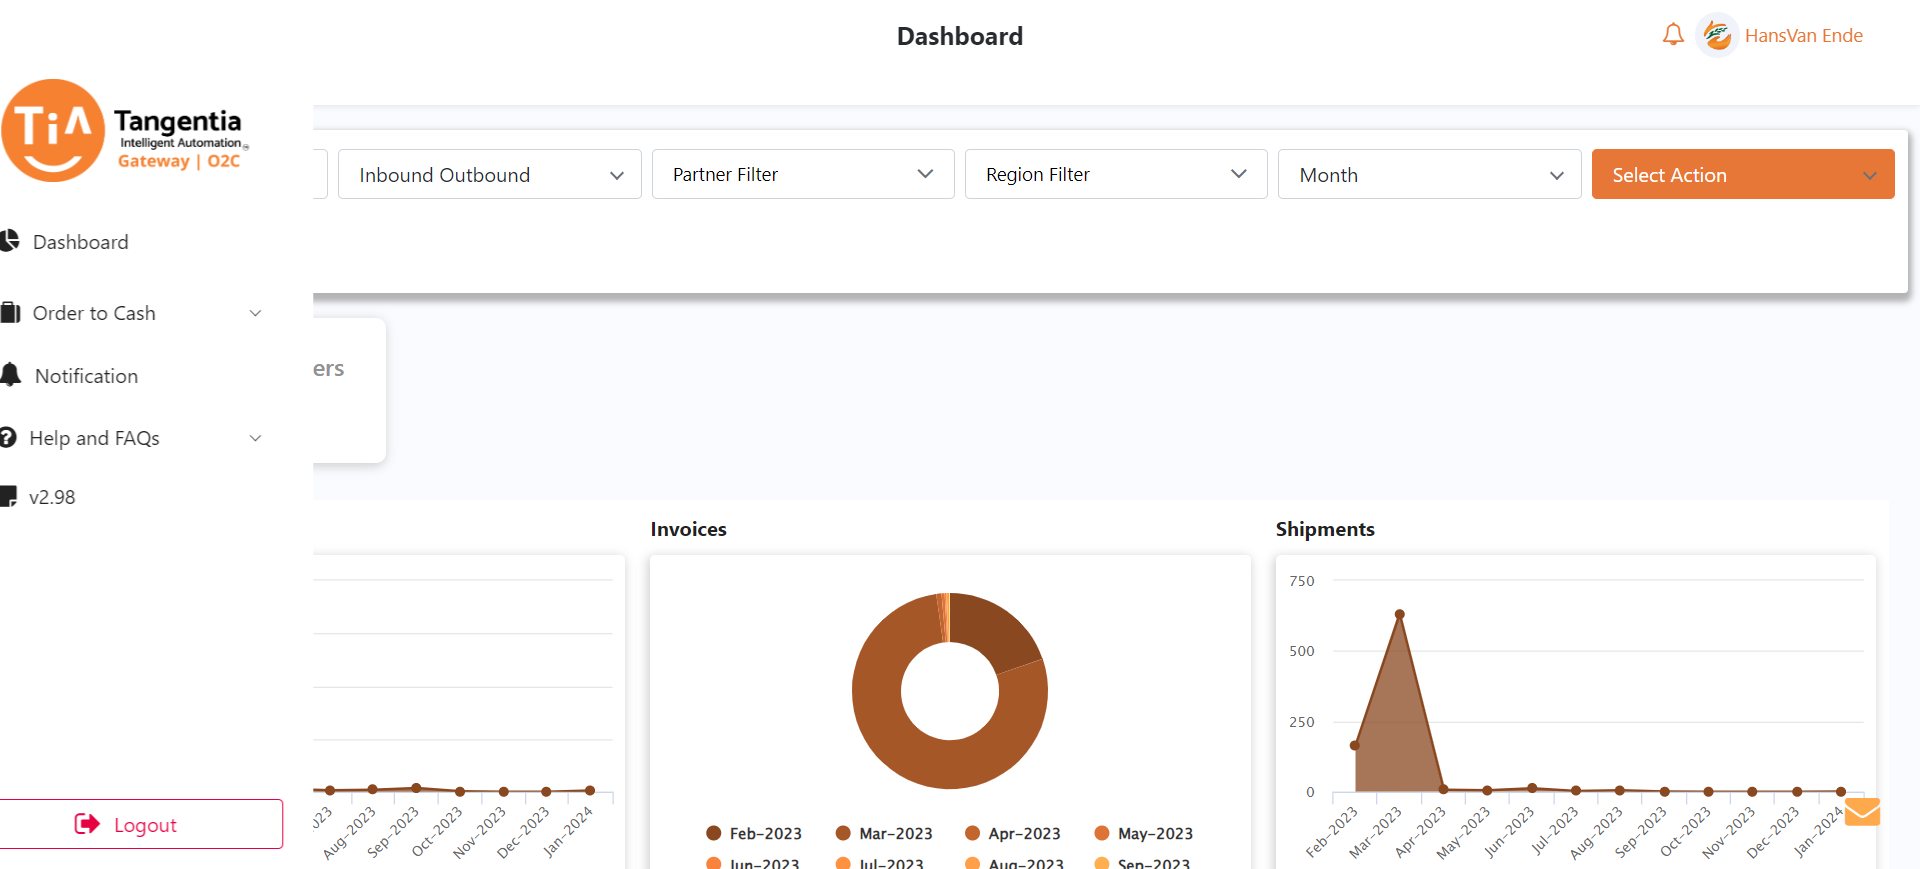 Dashboard
HansVan Ende
TiA
Tangentia
Intelligent Automation
Gateway | O2C
Inbound Outbound
Partner Filter
Region Filter
Month
Select Action
Dashboard
Order to Cash
ers
Notification
Help and FAQs
v2.98
Invoices
Shipments
750
500
250
0
Aug-2023
Sep-2023
Oct-2023
Nov-2023
Dec-2023
Jan-2024
Feb-2023
Mar-2023
Apr-2023
May-2023
Jun-2023
Jul-2023
Aug-2023
Sep-2023
Feb-2023
Mar-2023
Apr-2023
May-2023
Jun-2023
Jul-2023
Aug-2023
Sep-2023
Oct-2023
Nov-2023
Dec-2023
Jan-2024
Logout